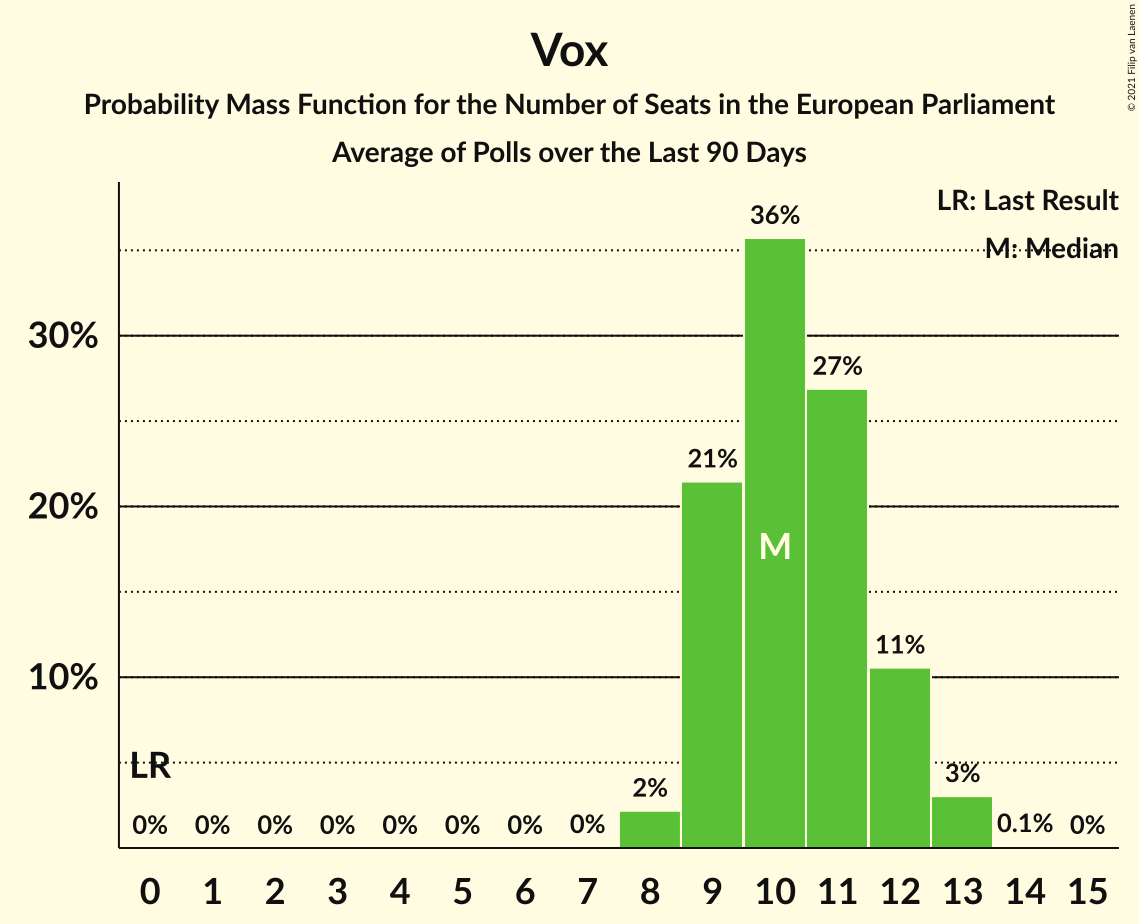 Vox
Probability Mass Function for the Number of Seats in the European Parliament
Average of Polls over the Last 90 Days
© 2021 Filip van Laenen
LR: Last Result
M: Median
36%
30%
27%
21%
20%
M
11%
10%
LR
3%
2%
0% 0% 0% 0% 0% 0% 0% 0% 0.1% 0%
0 1 2 3 4 5 6 7 8 9 10 11 12 13 14 15